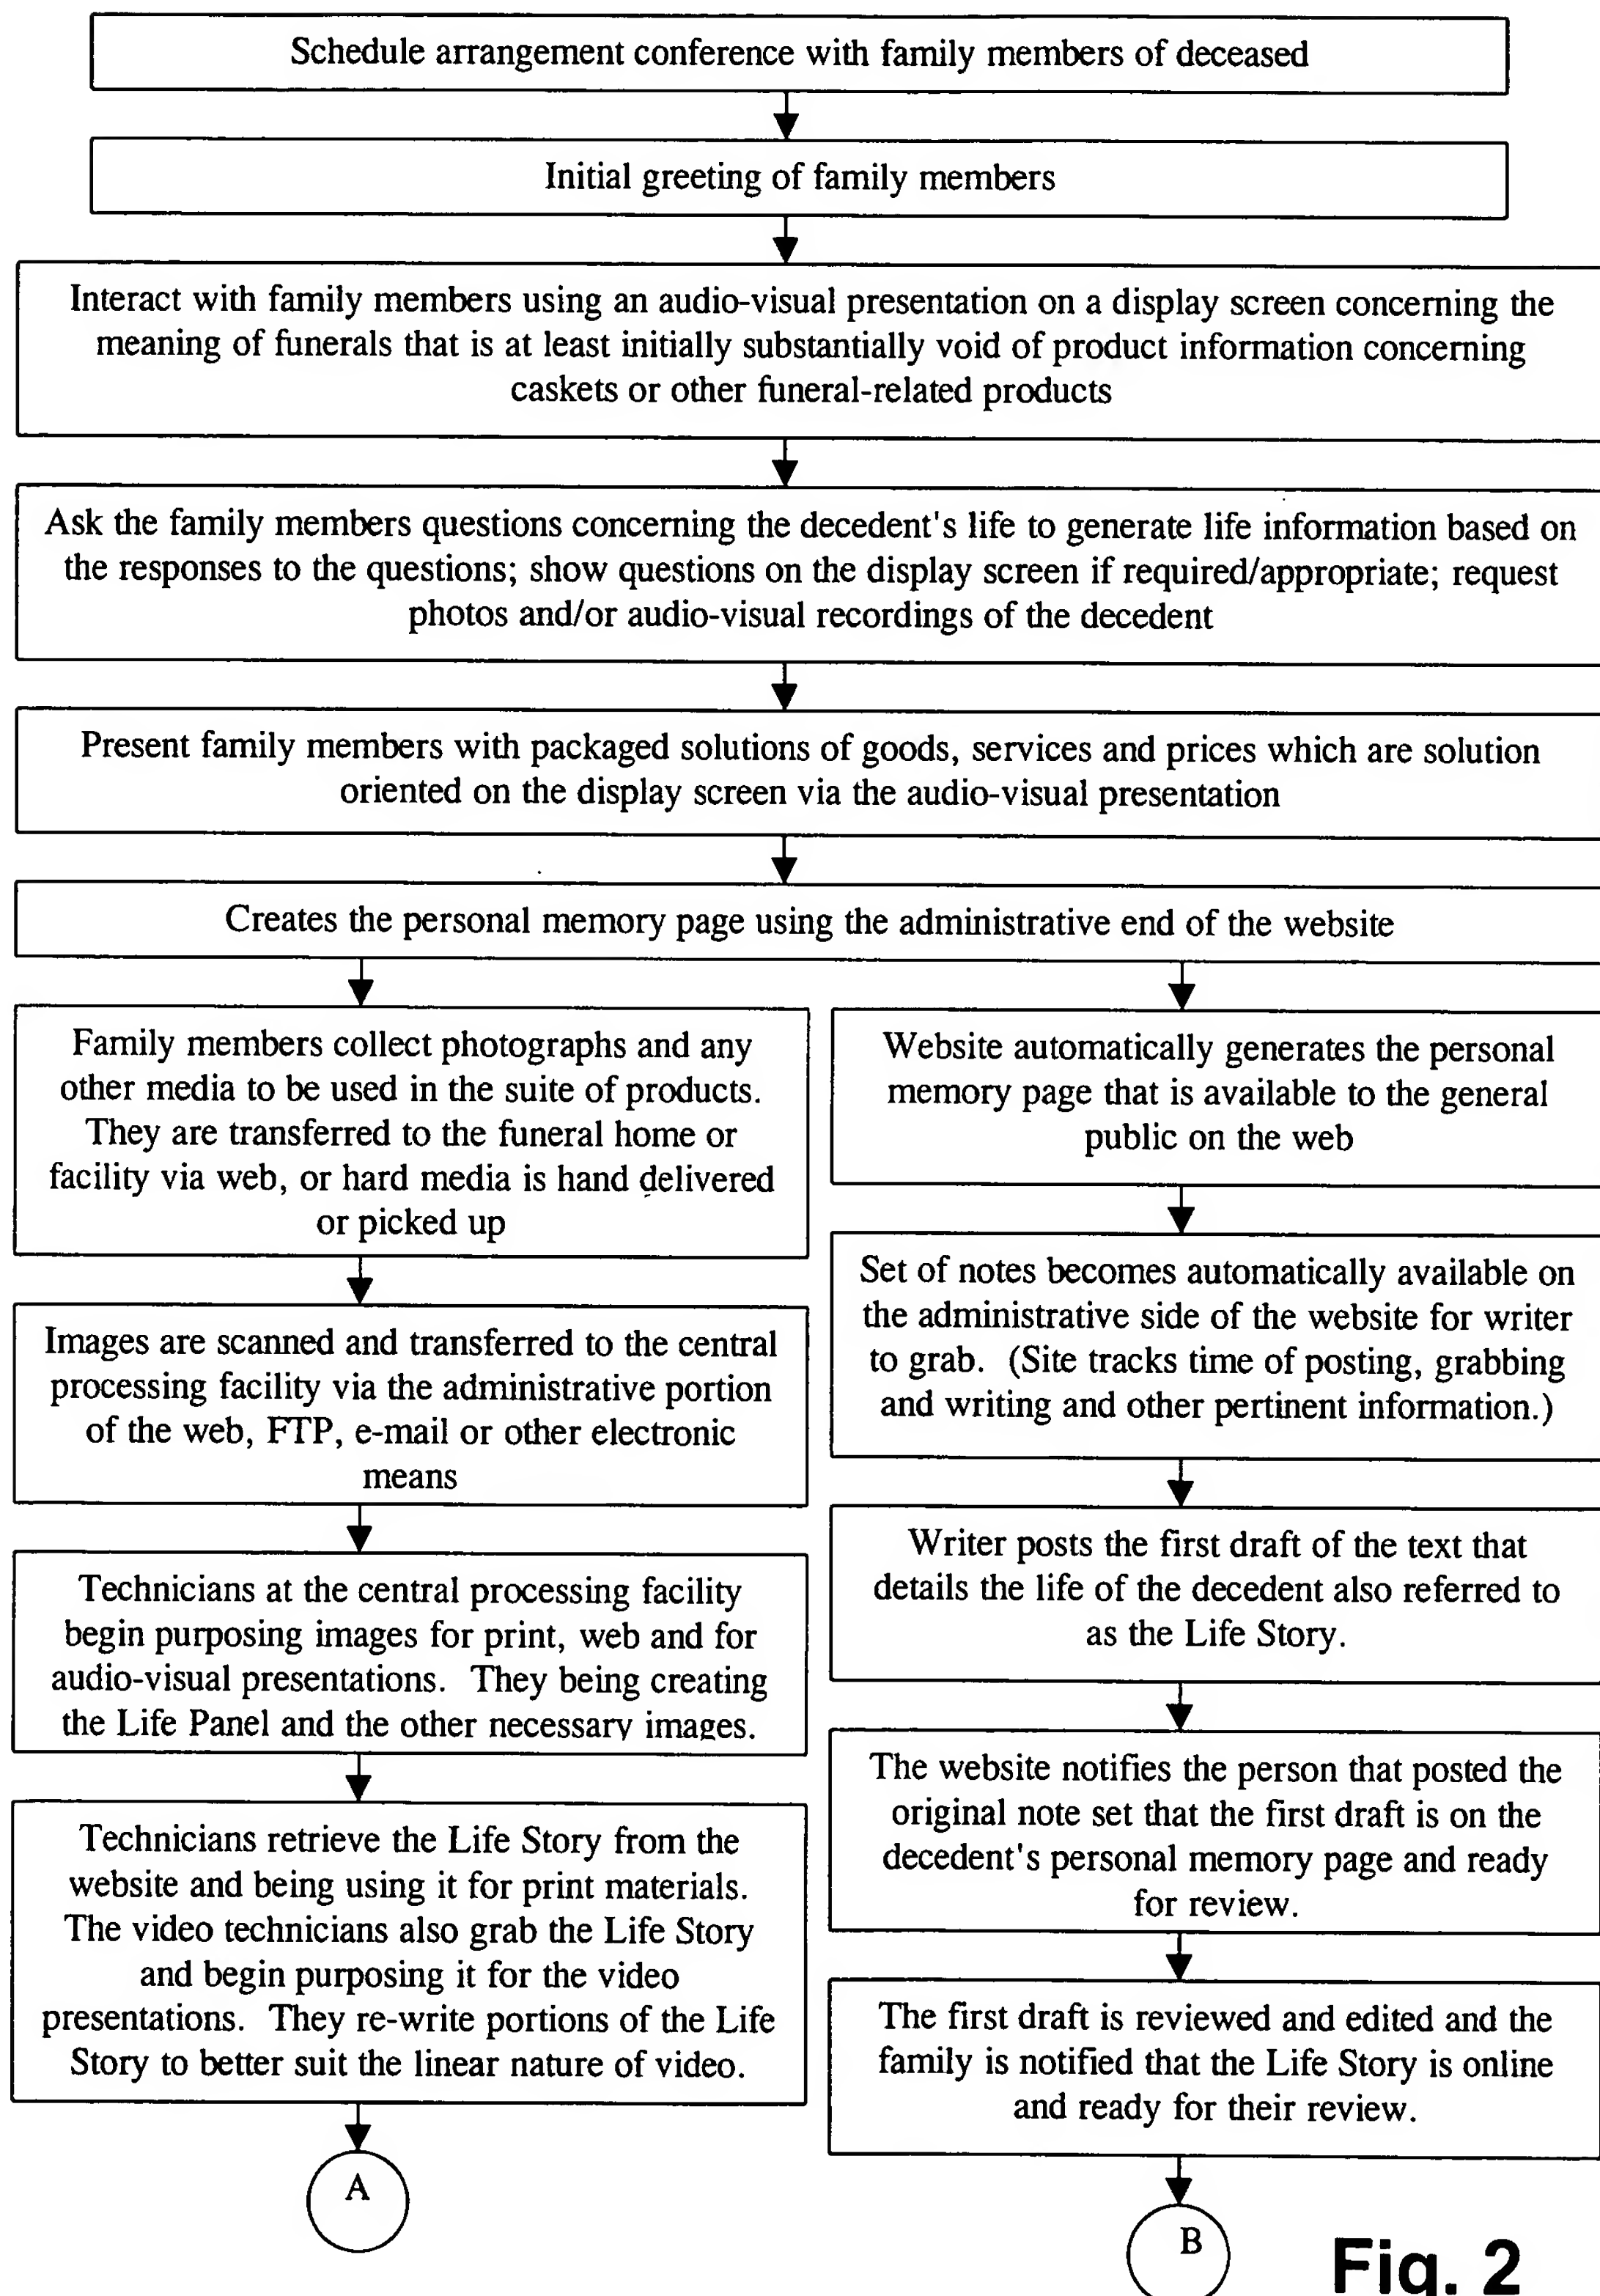 Schedule arrangement conference with family members of deceased
Initial greeting of family members
Interact with family members using an audio-visual presentation on a display screen concerning the
meaning of funerals that is at least initially substantially void of product information concerning
caskets or other funeral-related products
Ask the family members questions concerning the decedent's life to generate life information based on
the responses to the questions; show questions on the display screen if required/appropriate; request
photos and/or audio-visual recordings of the decedent
Present family members with packaged solutions of goods, services and prices which are solution
oriented on the display screen via the audio-visual presentation
Creates the personal memory page using the administrative end of the website
Family members collect photographs and any
other media to be used in the suite of products.
They are transferred to the funeral home or
facility via web, or hard media is hand delivered
or picked up
Images are scanned and transferred to the central
processing facility via the administrative portion
of the web, FTP, e-mail or other electronic
means
Technicians at the central processing facility
begin purposing images for print, web and for
audio-visual presentations.  They being creating
the Life Panel and the other necessary images.
Technicians retrieve the Life Story from the
website and being using it for print materials.
The video technicians also grab the Life Story
and begin purposing it for the video
presentations.  They re-write portions of the Life
Story to better suit the linear nature of video.
A
Website automatically generates the personal
memory page that is available to the general
public on the web
Set of notes becomes automatically available on
the administrative side of the website for writer
to grab.  (Site tracks time of posting, grabbing
and writing and other pertinent information.)
Writer posts the first draft of the text that
details the life of the decedent also referred to
as the Life Story.
The website notifies the person that posted the
original note set that the first draft is on the
decedent's personal memory page and ready
for review.
The first draft is reviewed and edited and the
family is notified that the Life Story is online
and ready for their review.
B
Fig. 2